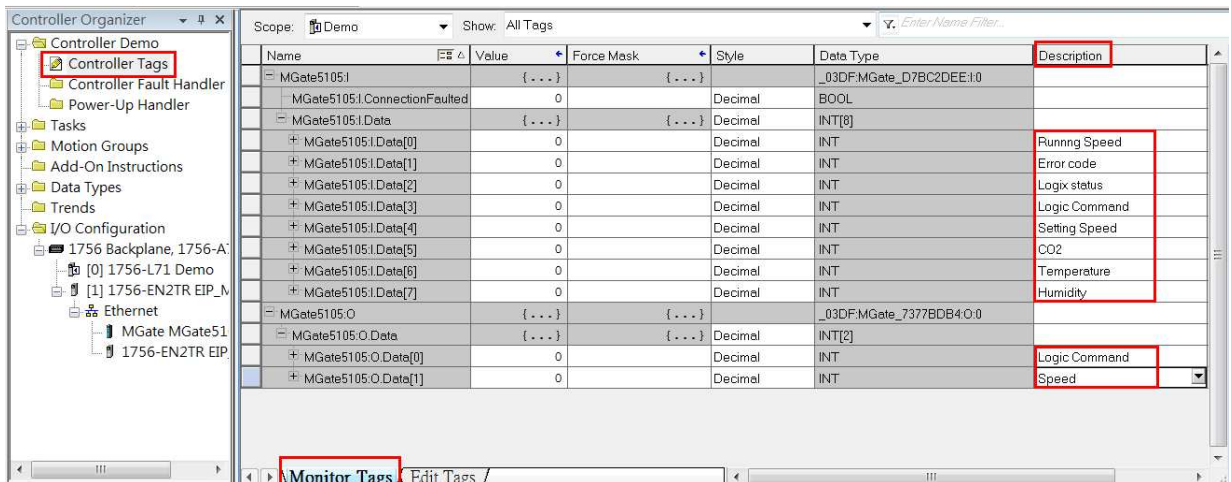 Controller Organizer
Controller Demo
Controller Tags
Controller Fault Handler
Power-Up Handler
Tasks
Motion Groups
Add-On Instructions
Data Types
Trends
I/O Configuration
1756 Backplane, 1756-A
[0] 1756-L71 Demo
[1] 1756-EN2TR EIP_M
Ethernet
MGate MGate51
1756-EN2TR EIP
Scope: Demo Show: All Tags Enter Name Filter...
Name Value Force Mask Style Data Type Description
MGate5105:I {...} {...} _03DF:MGate_D7BC2DEE:I:0
MGate5105:I.ConnectionFaulted 0 Decimal BOOL
MGate5105:I.Data {...} {...} Decimal INT[8]
MGate5105:I.Data[0] 0 Decimal INT Runnng Speed
MGate5105:I.Data[1] 0 Decimal INT Error code
MGate5105:I.Data[2] 0 Decimal INT Logix status
MGate5105:I.Data[3] 0 Decimal INT Logic Command
MGate5105:I.Data[4] 0 Decimal INT Setting Speed
MGate5105:I.Data[5] 0 Decimal INT CO2
MGate5105:I.Data[6] 0 Decimal INT Temperature
MGate5105:I.Data[7] 0 Decimal INT Humidity
MGate5105:O {...} {...} _03DF:MGate_7377BDB4:O:0
MGate5105:O.Data {...} {...} Decimal INT[2]
MGate5105:O.Data[0] 0 Decimal INT Logic Command
MGate5105:O.Data[1] 0 Decimal INT Speed
Monitor Tags Edit Tags